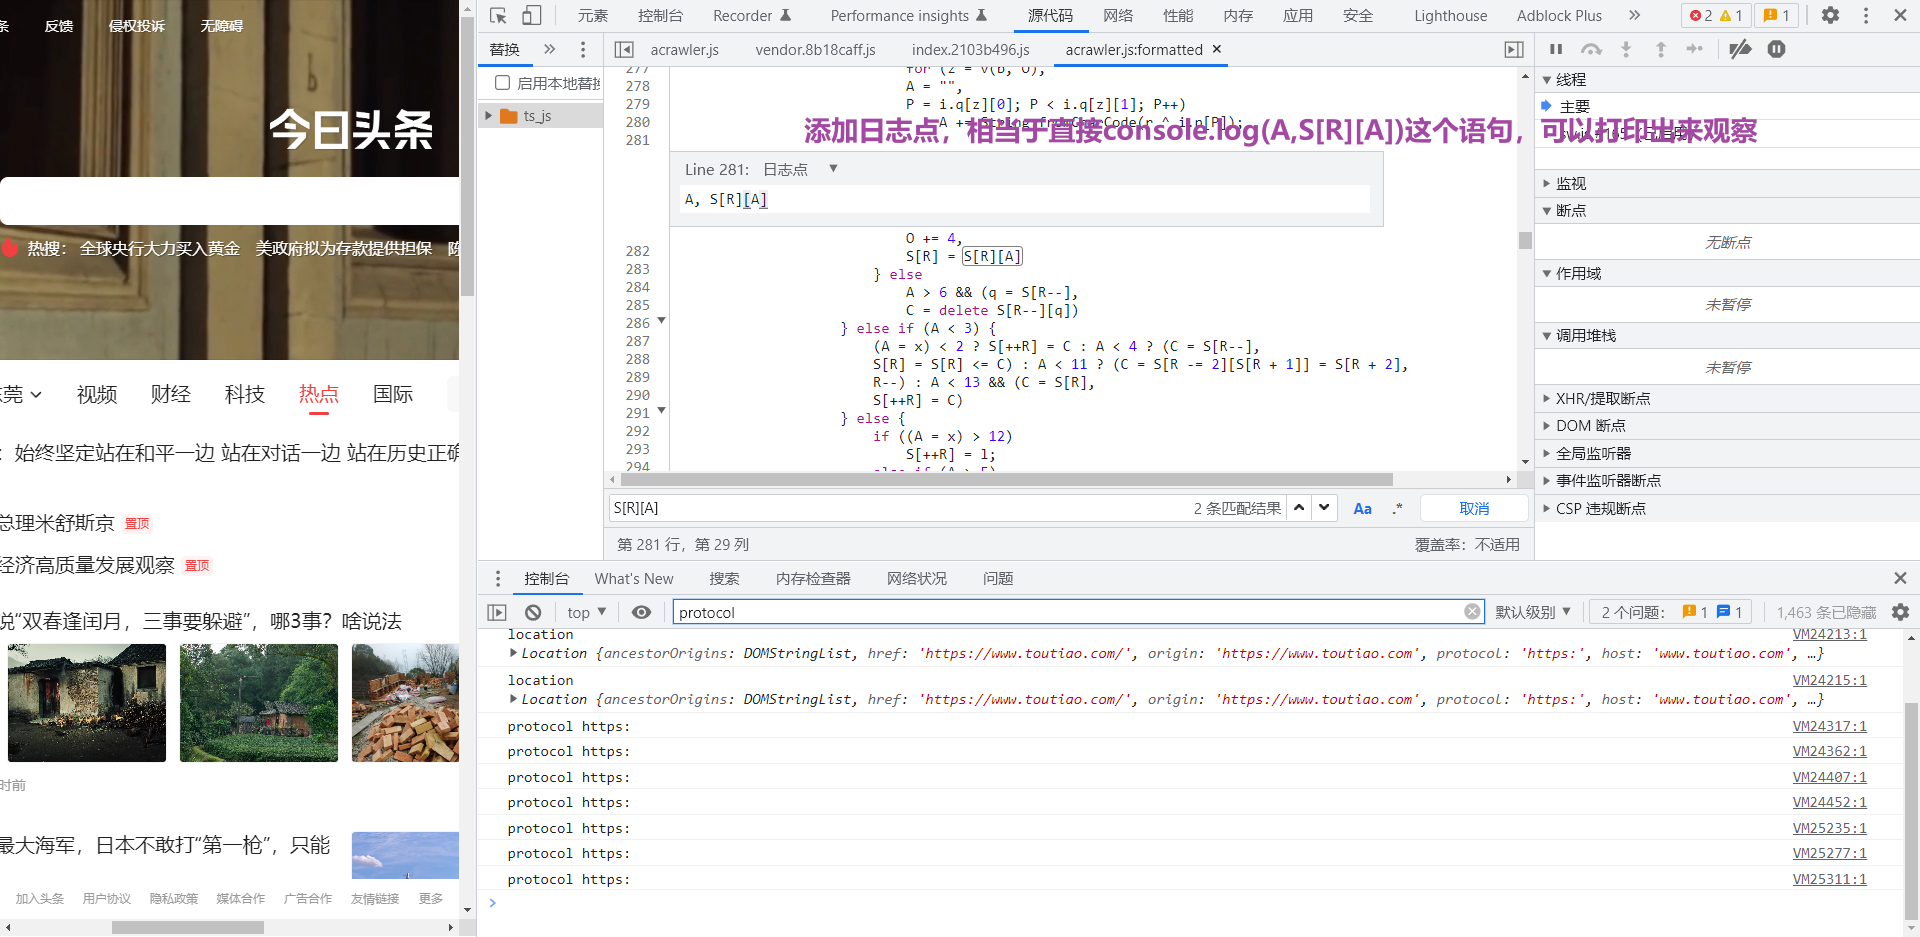 条 反馈 侵权投诉 无障碍
今日头条
热搜： 全球央行大力买入黄金 美政府拟为存款提供担保 陈
东莞 视频 财经 科技 热点 国际
：始终坚定站在和平一边 站在对话一边 站在历史正确
总理米舒斯京 置顶
经济高质量发展观察 置顶
说“双春逢闰月，三事要躲避”，哪3事？啥说法
时前
最大海军，日本不敢打“第一枪”，只能
加入头条 用户协议 隐私政策 媒体合作 广告合作 友情链接 更多
元素 控制台 Recorder Performance insights 源代码 网络 性能 内存 应用 安全 Lighthouse Adblock Plus » 2 1 1
替换 » acrawler.js vendor.8b18caff.js index.2103b496.js acrawler.js:formatted ×
启用本地替换
ts_js
277 for (z = v(b, O),
278 A = "",
279 P = i.q[z][0]; P < i.q[z][1]; P++)
280 A += String.fromCharCode(r ^ i.p[P]);
281
添加日志点，相当于直接console.log(A,S[R][A])这个语句，可以打印出来观察
Line 281: 日志点
A, S[R][A]
O += 4,
282 S[R] = S[R][A]
283 } else
284 A > 6 && (q = S[R--],
285 C = delete S[R--][q])
286 } else if (A < 3) {
287 (A = x) < 2 ? S[++R] = C : A < 4 ? (C = S[R--],
288 S[R] = S[R] <= C) : A < 11 ? (C = S[R -= 2][S[R + 1]] = S[R + 2],
289 R--) : A < 13 && (C = S[R],
290 S[++R] = C)
291 } else {
292 if ((A = x) > 12)
293 S[++R] = l;
294 else if (A > 5)
S[R][A] 2 条匹配结果 Aa .* 取消
第 281 行，第 29 列 覆盖率：不适用
线程
主要
监视
断点
无断点
作用域
未暂停
调用堆栈
未暂停
XHR/提取断点
DOM 断点
全局监听器
事件监听器断点
CSP 违规断点
控制台 What's New 搜索 内存检查器 网络状况 问题
top protocol 默认级别 2 个问题： 1 1 1,463 条已隐藏
location VM24213:1
Location {ancestorOrigins: DOMStringList, href: 'https://www.toutiao.com/', origin: 'https://www.toutiao.com', protocol: 'https:', host: 'www.toutiao.com', …}
location VM24215:1
Location {ancestorOrigins: DOMStringList, href: 'https://www.toutiao.com/', origin: 'https://www.toutiao.com', protocol: 'https:', host: 'www.toutiao.com', …}
protocol https: VM24317:1
protocol https: VM24362:1
protocol https: VM24407:1
protocol https: VM24452:1
protocol https: VM25235:1
protocol https: VM25277:1
protocol https: VM25311:1
>